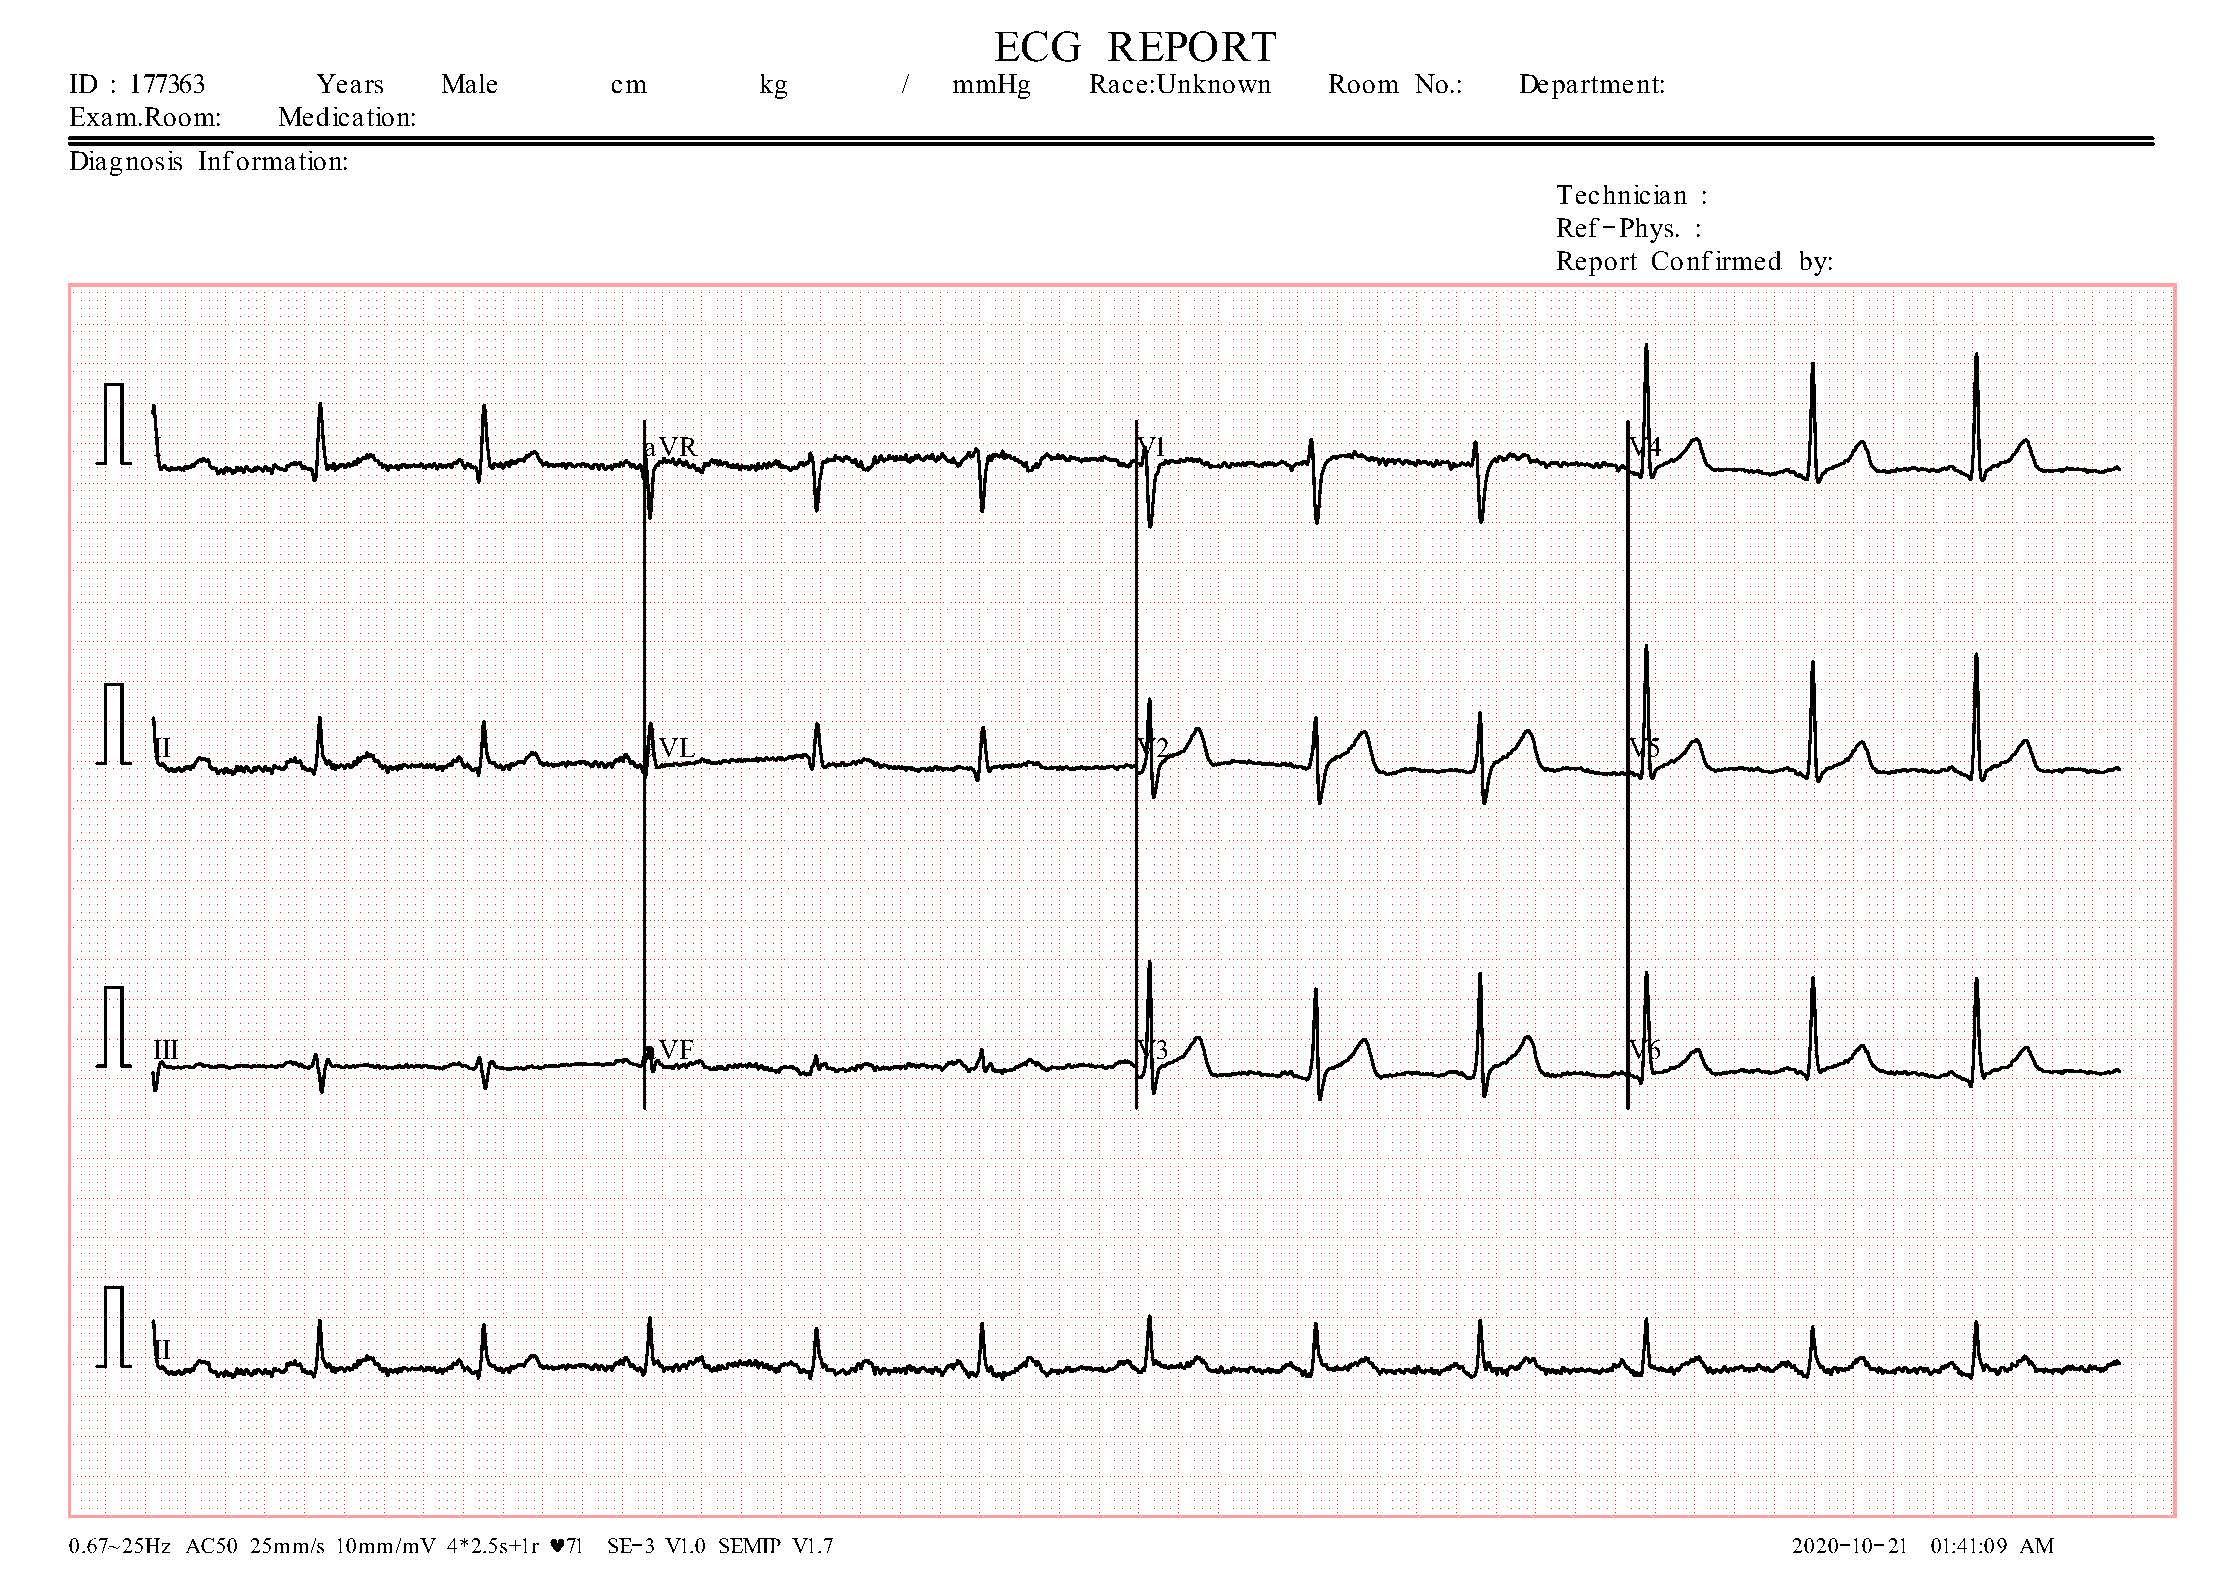 ECG REPORT
ID : 177363 Years Male cm kg / mmHg Race:Unknown Room No.: Department:
Exam.Room: Medication:
Diagnosis Information:
Technician :
Ref-Phys. :
Report Confirmed by:
aVR V1 V4
II VL V2 V5
III VF V3 V6
II
0.67~25Hz AC50 25mm/s 10mm/mV 4*2.5s+1r ♥71 SE-3 V1.0 SEMIP V1.7 2020-10-21 01:41:09 AM